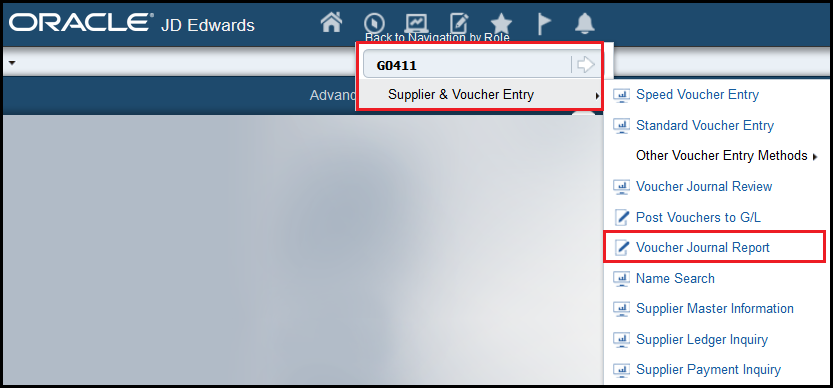 ORACLE JD Edwards
Back to Navigation by Role
G0411
Supplier & Voucher Entry
Speed Voucher Entry
Standard Voucher Entry
Other Voucher Entry Methods
Voucher Journal Review
Post Vouchers to G/L
Voucher Journal Report
Name Search
Supplier Master Information
Supplier Ledger Inquiry
Supplier Payment Inquiry
Advan